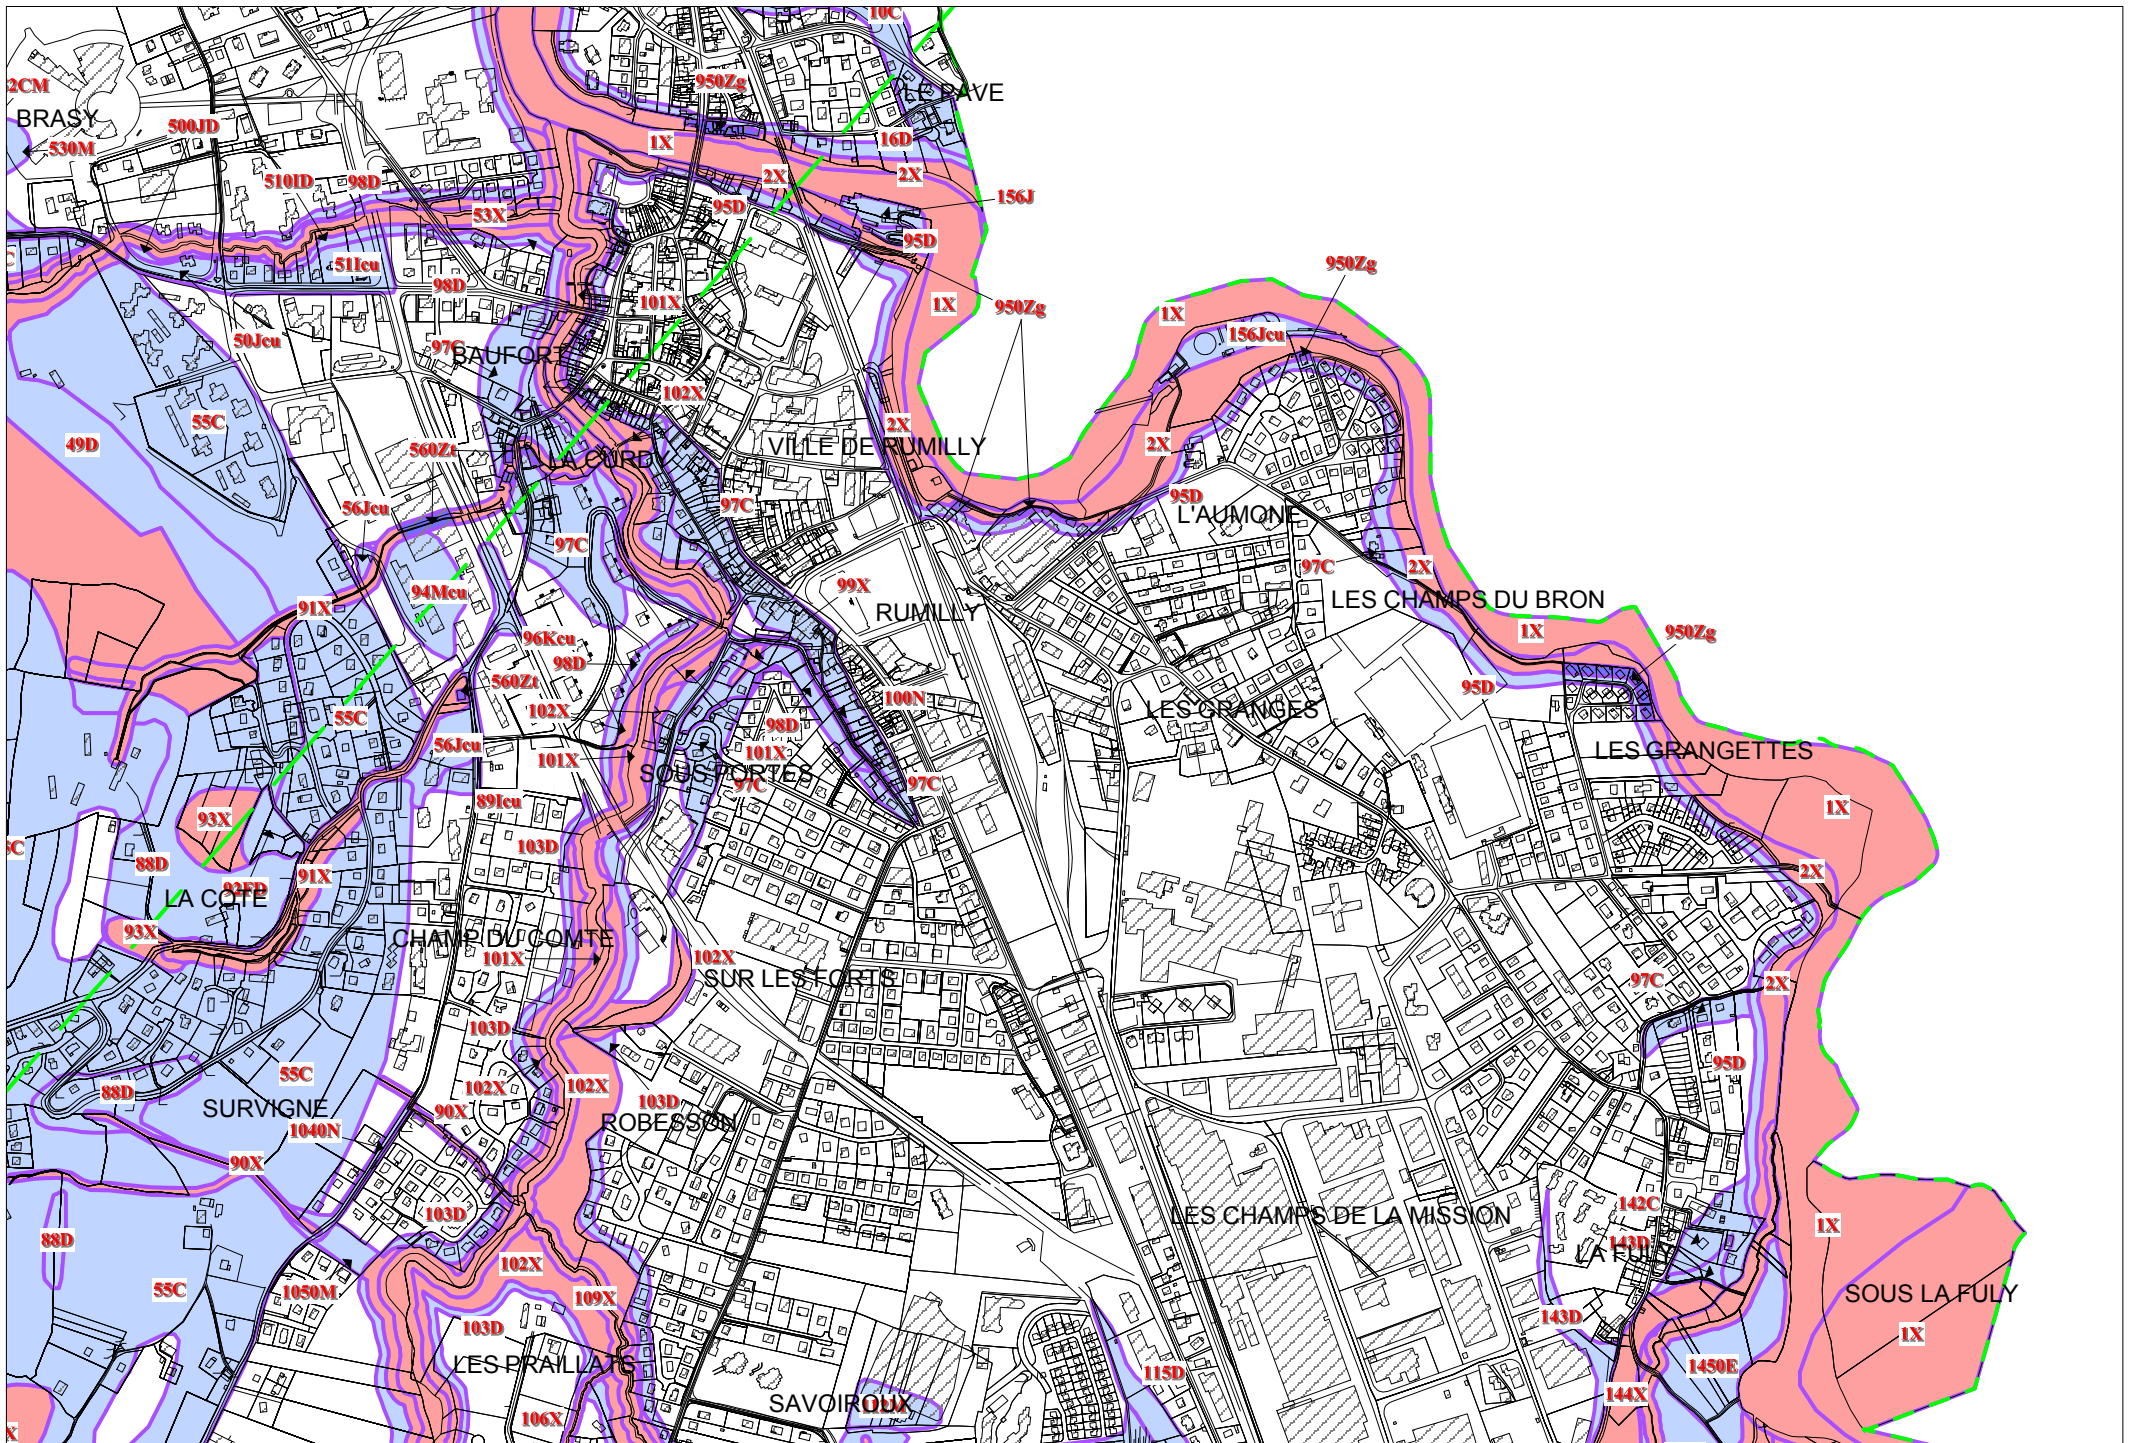 10C
950Zg
2CM
LE PAVE
BRASY
500JD
530M
16D
1X
510ID
98D
2X
2X
156J
95D
53X
95D
51Icu
950Zg
98D
101X
1X
950Zg
1X
50Jcu
156Jcu
97C
BAUFORT
102X
55C
2X
49D
560Zt
LA CURDY
VILLE DE RUMILLY
2X
56Jcu
97C
95D
L'AUMONE
97C
97C
2X
94Mcu
99X
91X
RUMILLY
LES CHAMPS DU BRON
96Kcu
1X
950Zg
98D
560Zt
95D
100N
102X
55C
98D
LES GRANGES
56Jcu
101X
101X
LES GRANGETTES
SOUS PORTES
97C
97C
89Icu
1X
93X
103D
88D
91X
92FD
2X
LA COTE
93X
CHAMP DU COMTE
101X
102X
SUR LES FORTS
97C
2X
103D
95D
55C
88D
102X
102X
103D
SURVIGNE
90X
ROBESSON
1040N
90X
142C
103D
LES CHAMPS DE LA MISSION
1X
88D
143D
LA FULY
102X
55C
1050M
109X
SOUS LA FULY
143D
103D
1X
LES PRAILLATS
115D
1450E
144X
SAVOIROUX
112M
106X
X